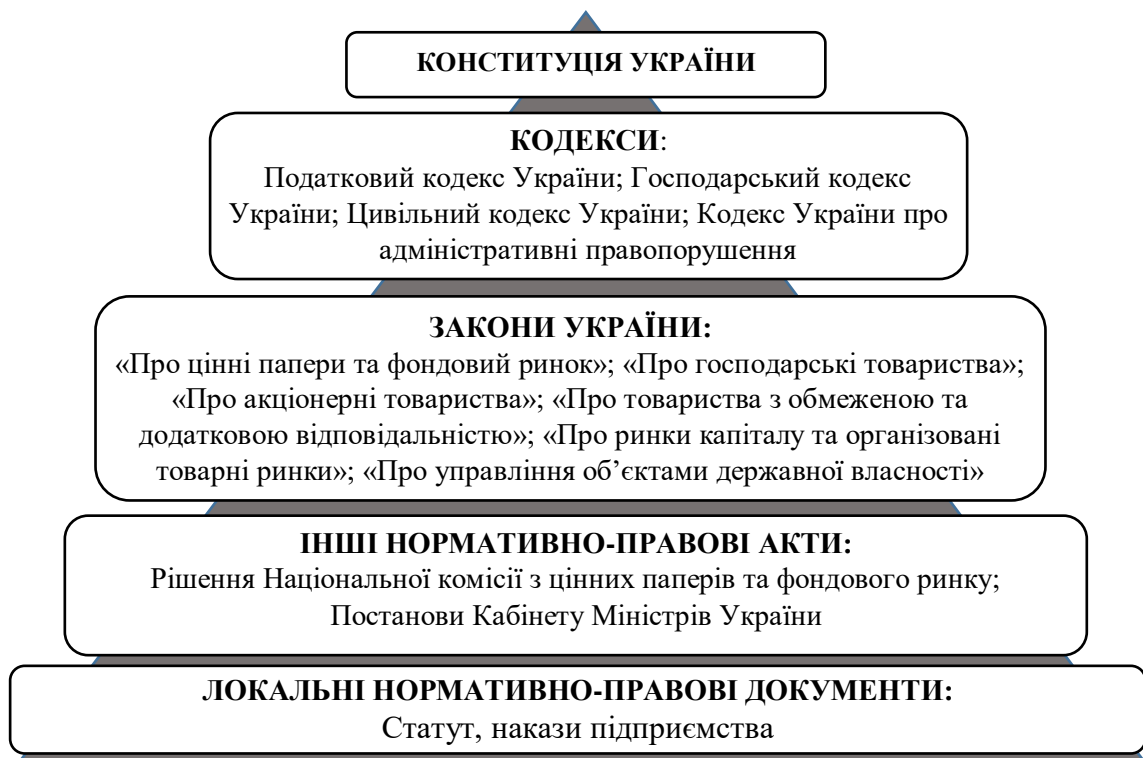 КОНСТИТУЦІЯ УКРАЇНИ
КОДЕКСИ:
Податковий кодекс України; Господарський кодекс
України; Цивільний кодекс України; Кодекс України про
адміністративні правопорушення
ЗАКОНИ УКРАЇНИ:
«Про цінні папери та фондовий ринок»; «Про господарські товариства»;
«Про акціонерні товариства»; «Про товариства з обмеженою та
додатковою відповідальністю»; «Про ринки капіталу та організовані
товарні ринки»; «Про управління об’єктами державної власності»
ІНШІ НОРМАТИВНО-ПРАВОВІ АКТИ:
Рішення Національної комісії з цінних паперів та фондового ринку;
Постанови Кабінету Міністрів України
ЛОКАЛЬНІ НОРМАТИВНО-ПРАВОВІ ДОКУМЕНТИ:
Статут, накази підприємства